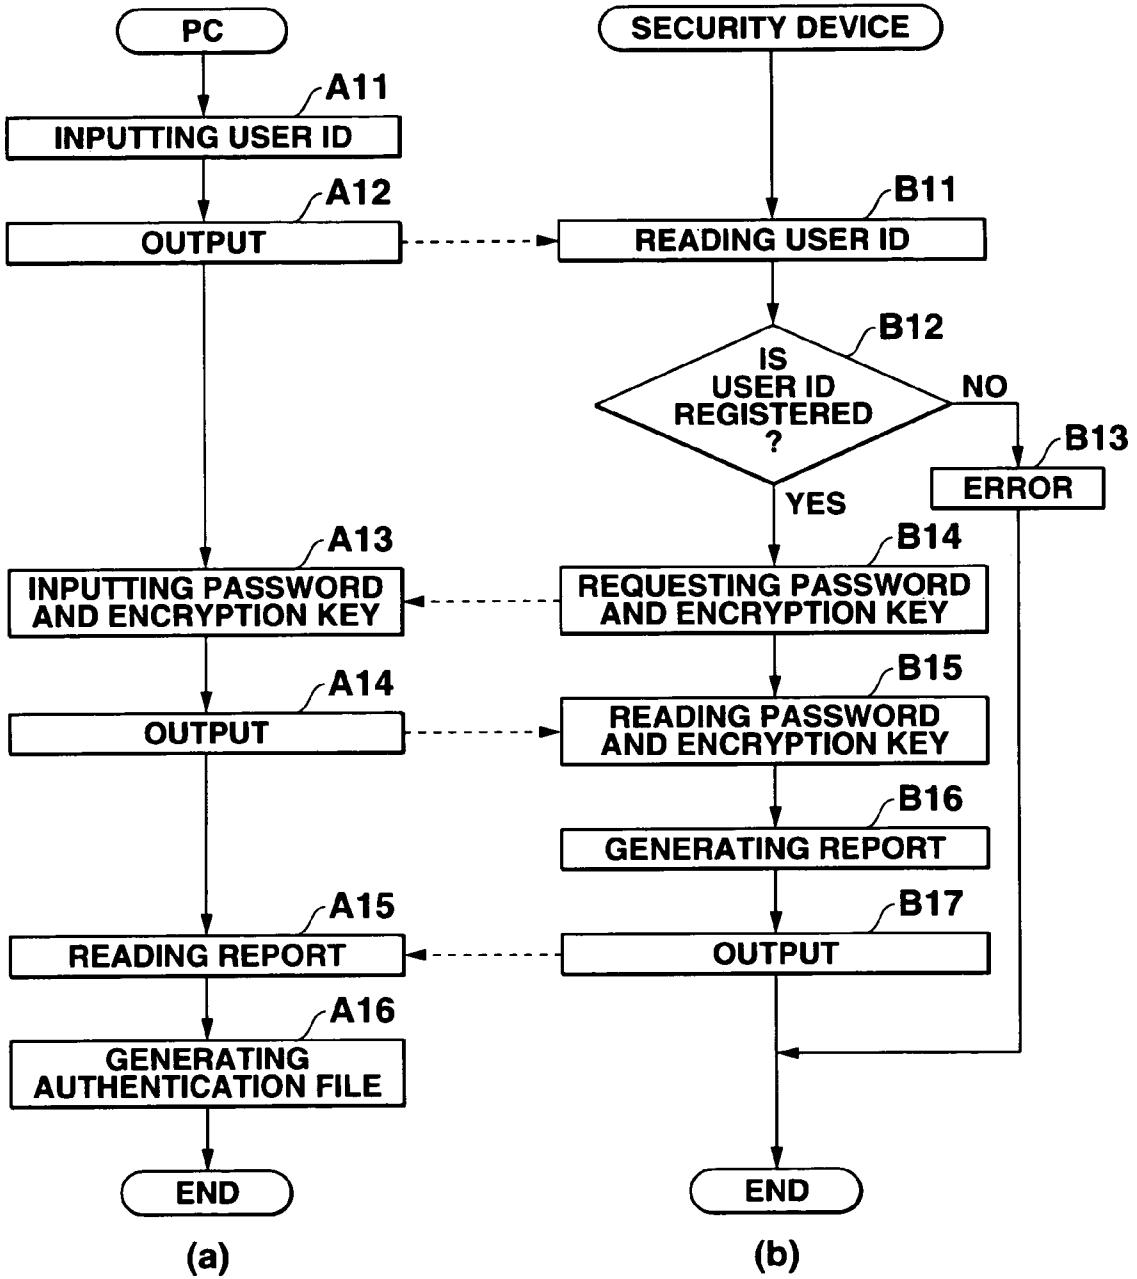 PC
A11
INPUTTING USER ID
A12
OUTPUT
A13
INPUTTING PASSWORD
AND ENCRYPTION KEY
A14
OUTPUT
A15
READING REPORT
A16
GENERATING
AUTHENTICATION FILE
END
(a)
SECURITY DEVICE
B11
READING USER ID
B12
IS
USER ID
REGISTERED
?
NO
B13
ERROR
YES
B14
REQUESTING PASSWORD
AND ENCRYPTION KEY
B15
READING PASSWORD
AND ENCRYPTION KEY
B16
GENERATING REPORT
B17
OUTPUT
END
(b)